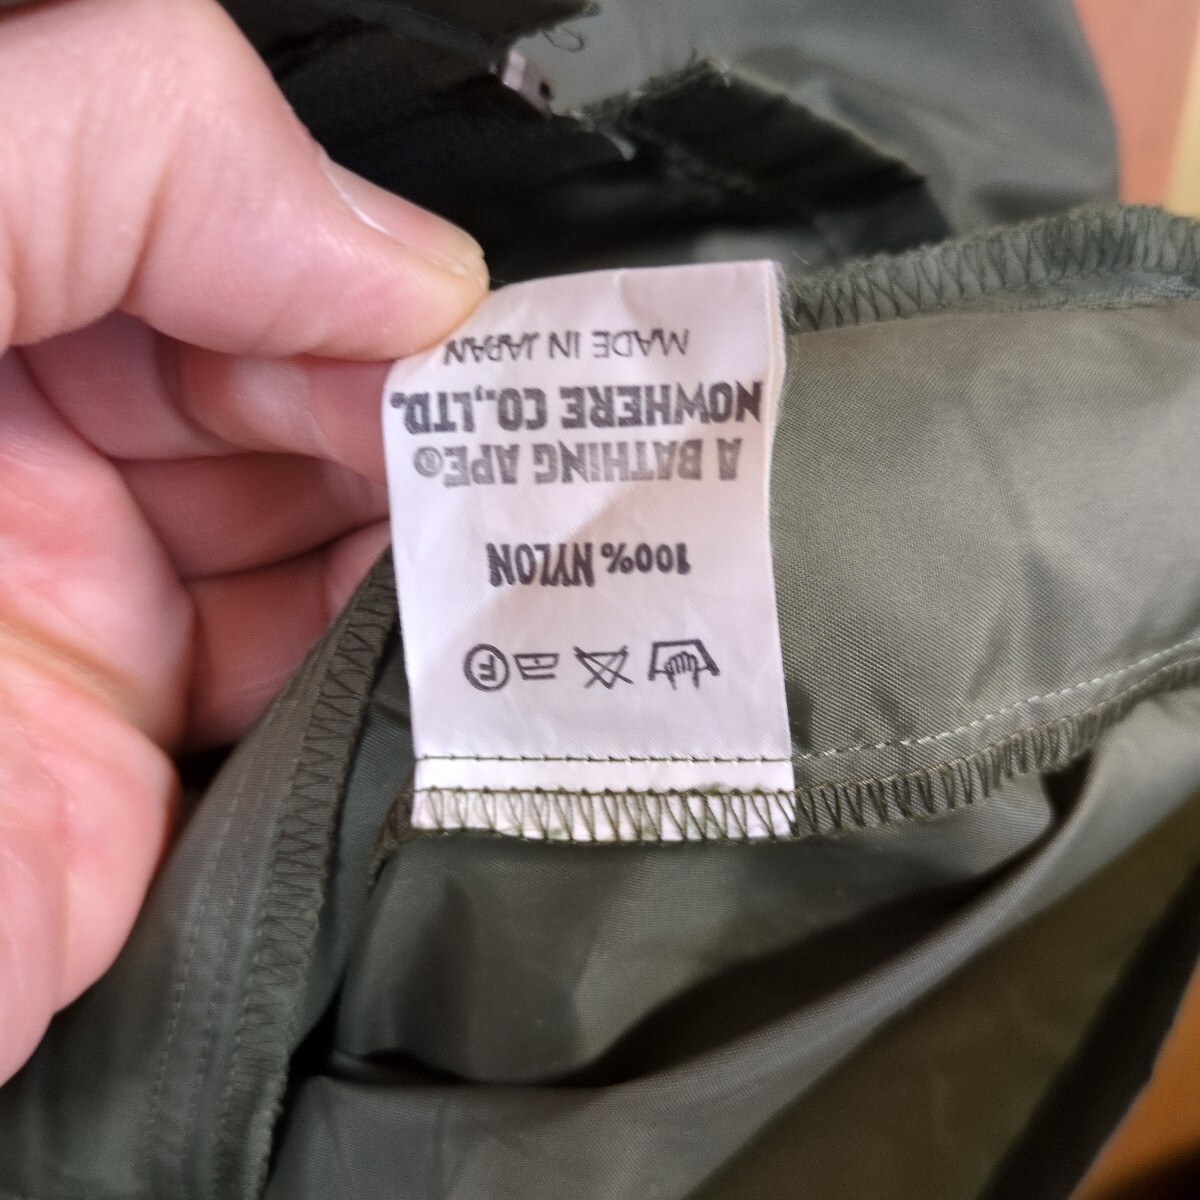 100% NYLON
A BATHING APE®
NOWHERE CO.,LTD.
MADE IN JAPAN